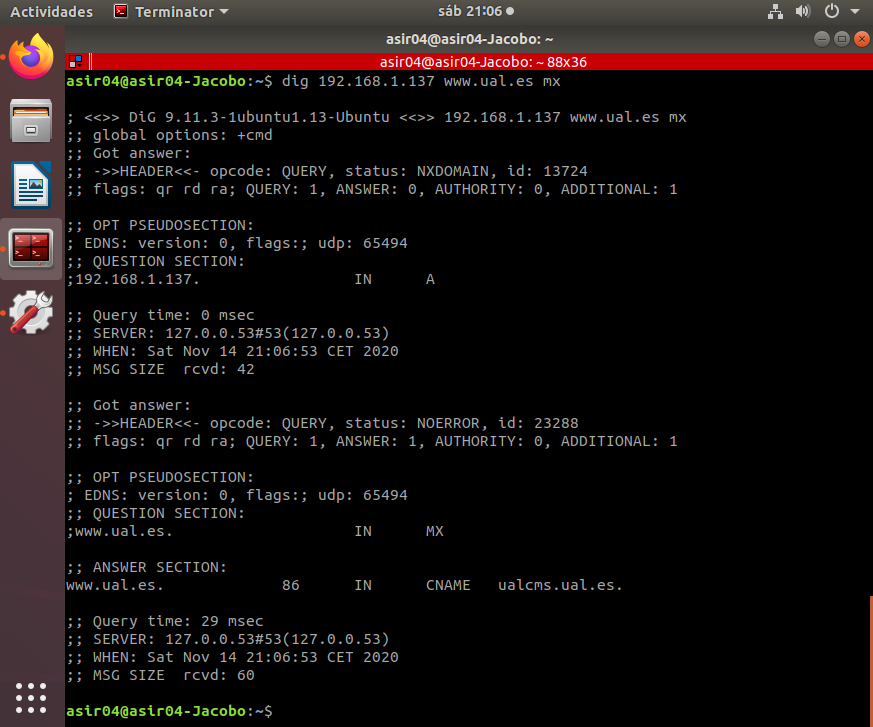 Actividades Terminator sáb 21:06
asir04@asir04-Jacobo: ~
asir04@asir04-Jacobo: ~ 88x36
asir04@asir04-Jacobo:~$ dig 192.168.1.137 www.ual.es mx
; <<>> DiG 9.11.3-1ubuntu1.13-Ubuntu <<>> 192.168.1.137 www.ual.es mx
;; global options: +cmd
;; Got answer:
;; ->>HEADER<<- opcode: QUERY, status: NXDOMAIN, id: 13724
;; flags: qr rd ra; QUERY: 1, ANSWER: 0, AUTHORITY: 0, ADDITIONAL: 1
;; OPT PSEUDOSECTION:
; EDNS: version: 0, flags:; udp: 65494
;; QUESTION SECTION:
;192.168.1.137. IN A
;; Query time: 0 msec
;; SERVER: 127.0.0.53#53(127.0.0.53)
;; WHEN: Sat Nov 14 21:06:53 CET 2020
;; MSG SIZE rcvd: 42
;; Got answer:
;; ->>HEADER<<- opcode: QUERY, status: NOERROR, id: 23288
;; flags: qr rd ra; QUERY: 1, ANSWER: 1, AUTHORITY: 0, ADDITIONAL: 1
;; OPT PSEUDOSECTION:
; EDNS: version: 0, flags:; udp: 65494
;; QUESTION SECTION:
;www.ual.es. IN MX
;; ANSWER SECTION:
www.ual.es. 86 IN CNAME ualcms.ual.es.
;; Query time: 29 msec
;; SERVER: 127.0.0.53#53(127.0.0.53)
;; WHEN: Sat Nov 14 21:06:53 CET 2020
;; MSG SIZE rcvd: 60
asir04@asir04-Jacobo:~$